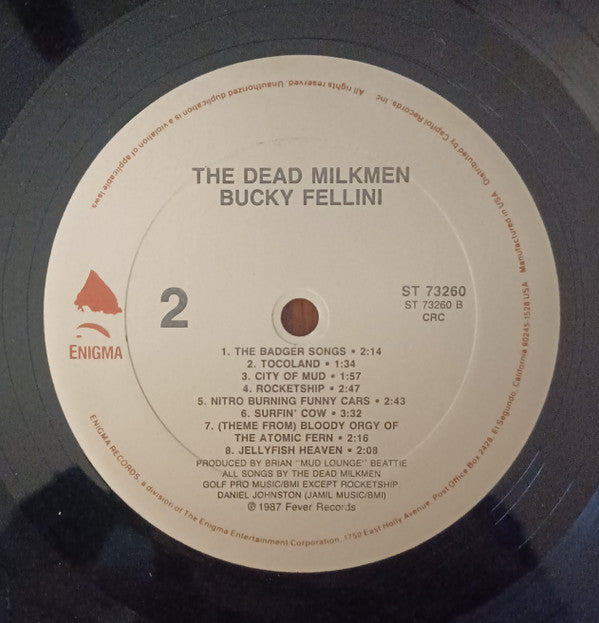 THE DEAD MILKMEN
BUCKY FELLINI
2
ST 73260
ST 73260 B
CRC
ENIGMA
1. THE BADGER SONGS • 2:14
2. TOCOLAND • 1:34
3. CITY OF MUD • 1:57
4. ROCKETSHIP • 2:47
5. NITRO BURNING FUNNY CARS • 2:43
6. SURFIN' COW • 3:32
7. (THEME FROM) BLOODY ORGY OF
THE ATOMIC FERN • 2:16
8. JELLYFISH HEAVEN • 2:08
PRODUCED BY BRIAN "MUD LOUNGE" BEATTIE
ALL SONGS BY THE DEAD MILKMEN
GOLF PRO MUSIC/BMI EXCEPT ROCKETSHIP
DANIEL JOHNSTON (JAMIL MUSIC/BMI)
℗ 1987 Fever Records
ENIGMA RECORDS, a division of The Enigma Entertainment Corporation, 1750 East Holly Avenue, Post Office Box 2428, El Segundo, California 90245-1528 USA Manufactured in USA Distributed by Capitol Records, Inc. All rights reserved. Unauthorized duplication is a violation of applicable laws